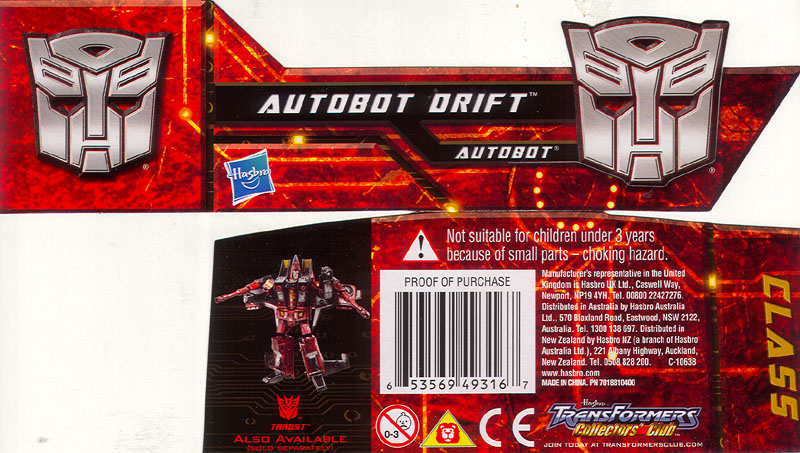 AUTOBOT DRIFT™
AUTOBOT®
Hasbro
®
®
Not suitable for children under 3 years
because of small parts – choking hazard.
PROOF OF PURCHASE
6 53569 49316 7
Manufacturer's representative in the United
Kingdom is Hasbro UK Ltd., Caswell Way,
Newport, NP19 4YH. Tel. 00800 22427276.
Distributed in Australia by Hasbro Australia
Ltd., 570 Blaxland Road, Eastwood, NSW 2122,
Australia. Tel. 1300 138 697. Distributed in
New Zealand by Hasbro NZ (a branch of Hasbro
Australia Ltd.), 221 Albany Highway, Auckland,
New Zealand. Tel. 0508 828 200. C-10638
www.hasbro.com
MADE IN CHINA. PN 7018810400
CLASS
THRUST™
ALSO AVAILABLE
(SOLD SEPARATELY)
0-3
CE
Hasbro
TRANSFORMERS
Collectors' Club™
JOIN TODAY AT TRANSFORMERSCLUB.COM